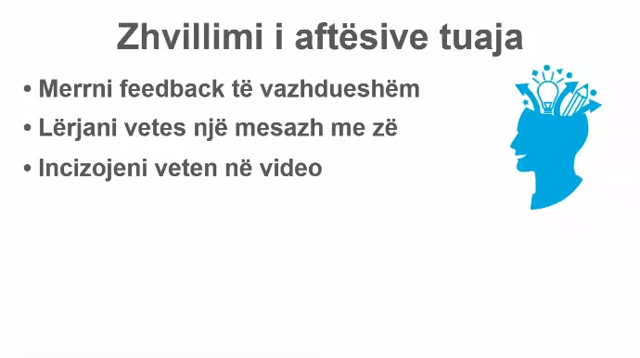 Zhvillimi i aftësive tuaja
• Merrni feedback të vazhdueshëm
• Lërjani vetes një mesazh me zë
• Incizojeni veten në video